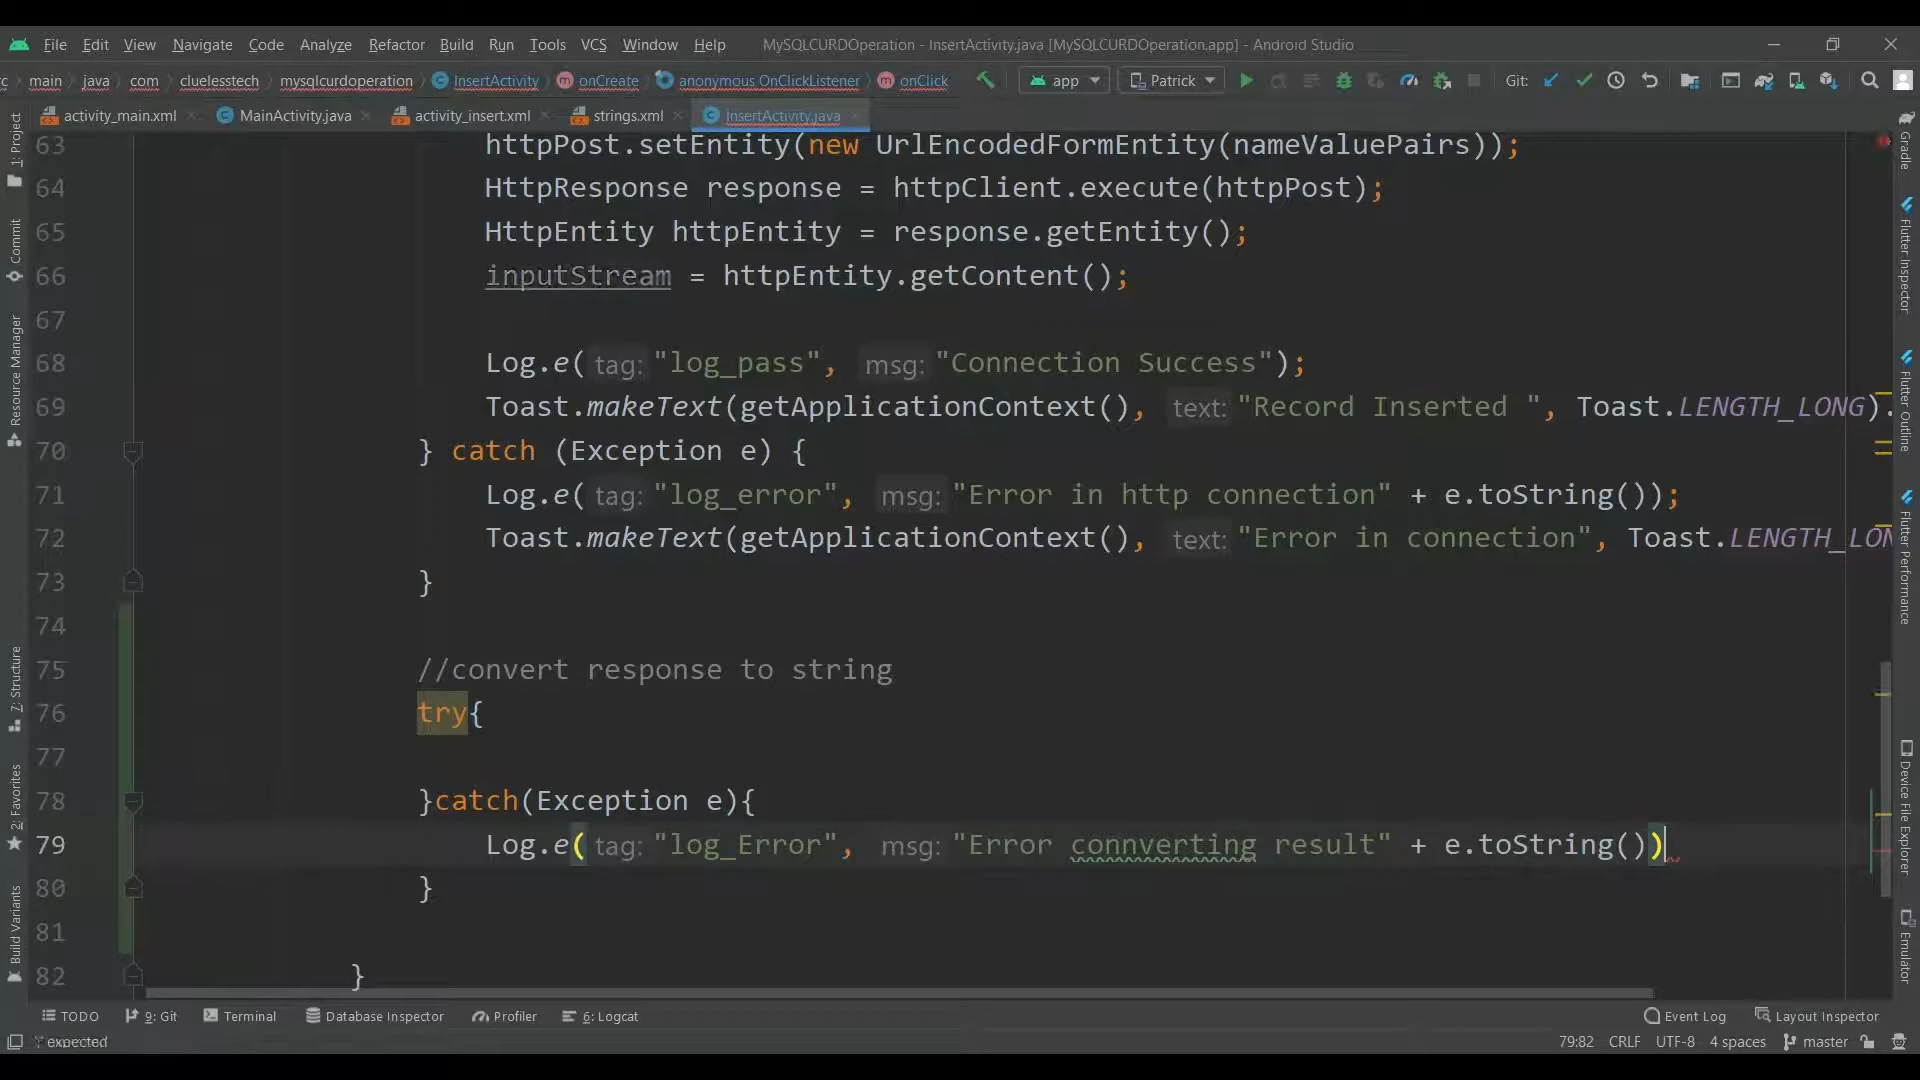 File Edit View Navigate Code Analyze Refactor Build Run Tools VCS Window Help MySQLCURDOperation - InsertActivity.java [MySQLCURDOperation.app] - Android Studio
main java com cluelesstech mysqlcurdoperation InsertActivity onCreate anonymous OnClickListener onClick app Patrick Git:
activity_main.xml MainActivity.java activity_insert.xml strings.xml InsertActivity.java
63 httpPost.setEntity(new UrlEncodedFormEntity(nameValuePairs));
64 HttpResponse response = httpClient.execute(httpPost);
65 HttpEntity httpEntity = response.getEntity();
66 inputStream = httpEntity.getContent();
67
68 Log.e( tag: "log_pass", msg: "Connection Success");
69 Toast.makeText(getApplicationContext(), text: "Record Inserted ", Toast.LENGTH_LONG).
70 } catch (Exception e) {
71 Log.e( tag: "log_error", msg: "Error in http connection" + e.toString());
72 Toast.makeText(getApplicationContext(), text: "Error in connection", Toast.LENGTH_LON
73 }
74
75 //convert response to string
76 try{
77
78 }catch(Exception e){
79 Log.e( tag: "log_Error", msg: "Error connverting result" + e.toString())
80 }
81
82 }
1: Project
Commit
Resource Manager
7: Structure
2: Favorites
Build Variants
Gradle
Flutter Inspector
Flutter Outline
Flutter Performance
Device File Explorer
Emulator
TODO 9: Git Terminal Database Inspector Profiler 6: Logcat Event Log Layout Inspector
expected 79:82 CRLF UTF-8 4 spaces master